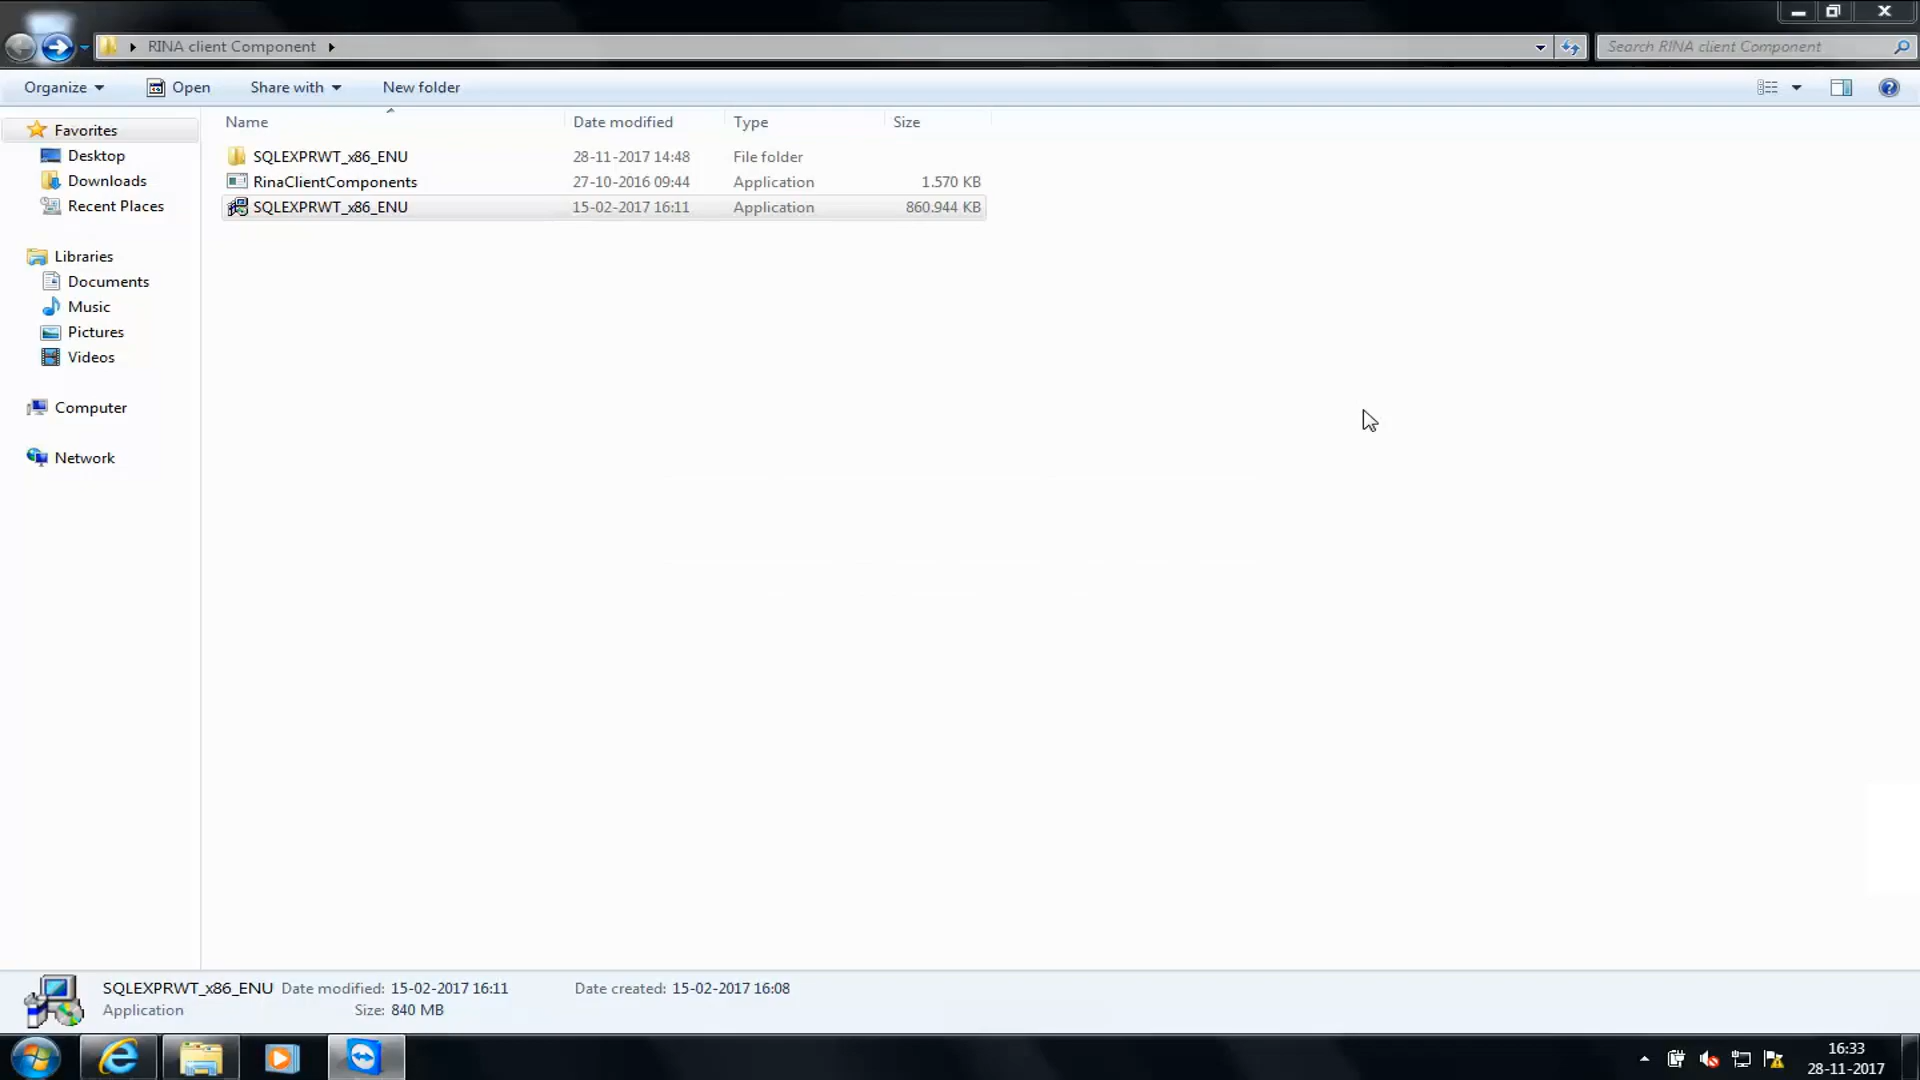 RINA client Component
Search RINA client Component
Organize Open Share with New folder
Name Date modified Type Size
SQLEXPRWT_x86_ENU 28-11-2017 14:48 File folder
RinaClientComponents 27-10-2016 09:44 Application 1.570 KB
SQLEXPRWT_x86_ENU 15-02-2017 16:11 Application 860.944 KB
Favorites
Desktop
Downloads
Recent Places
Libraries
Documents
Music
Pictures
Videos
Computer
Network
SQLEXPRWT_x86_ENU Date modified: 15-02-2017 16:11 Date created: 15-02-2017 16:08
Application Size: 840 MB
16:33
28-11-2017